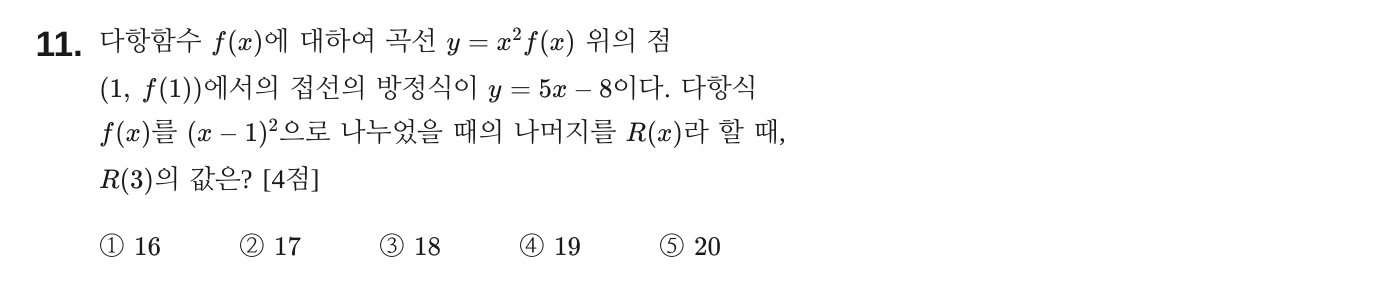 11. 다항함수 f(x)에 대하여 곡선 y = x²f(x) 위의 점
(1, f(1))에서의 접선의 방정식이 y = 5x − 8이다. 다항식
f(x)를 (x − 1)²으로 나누었을 때의 나머지를 R(x)라 할 때,
R(3)의 값은? [4점]
① 16 ② 17 ③ 18 ④ 19 ⑤ 20